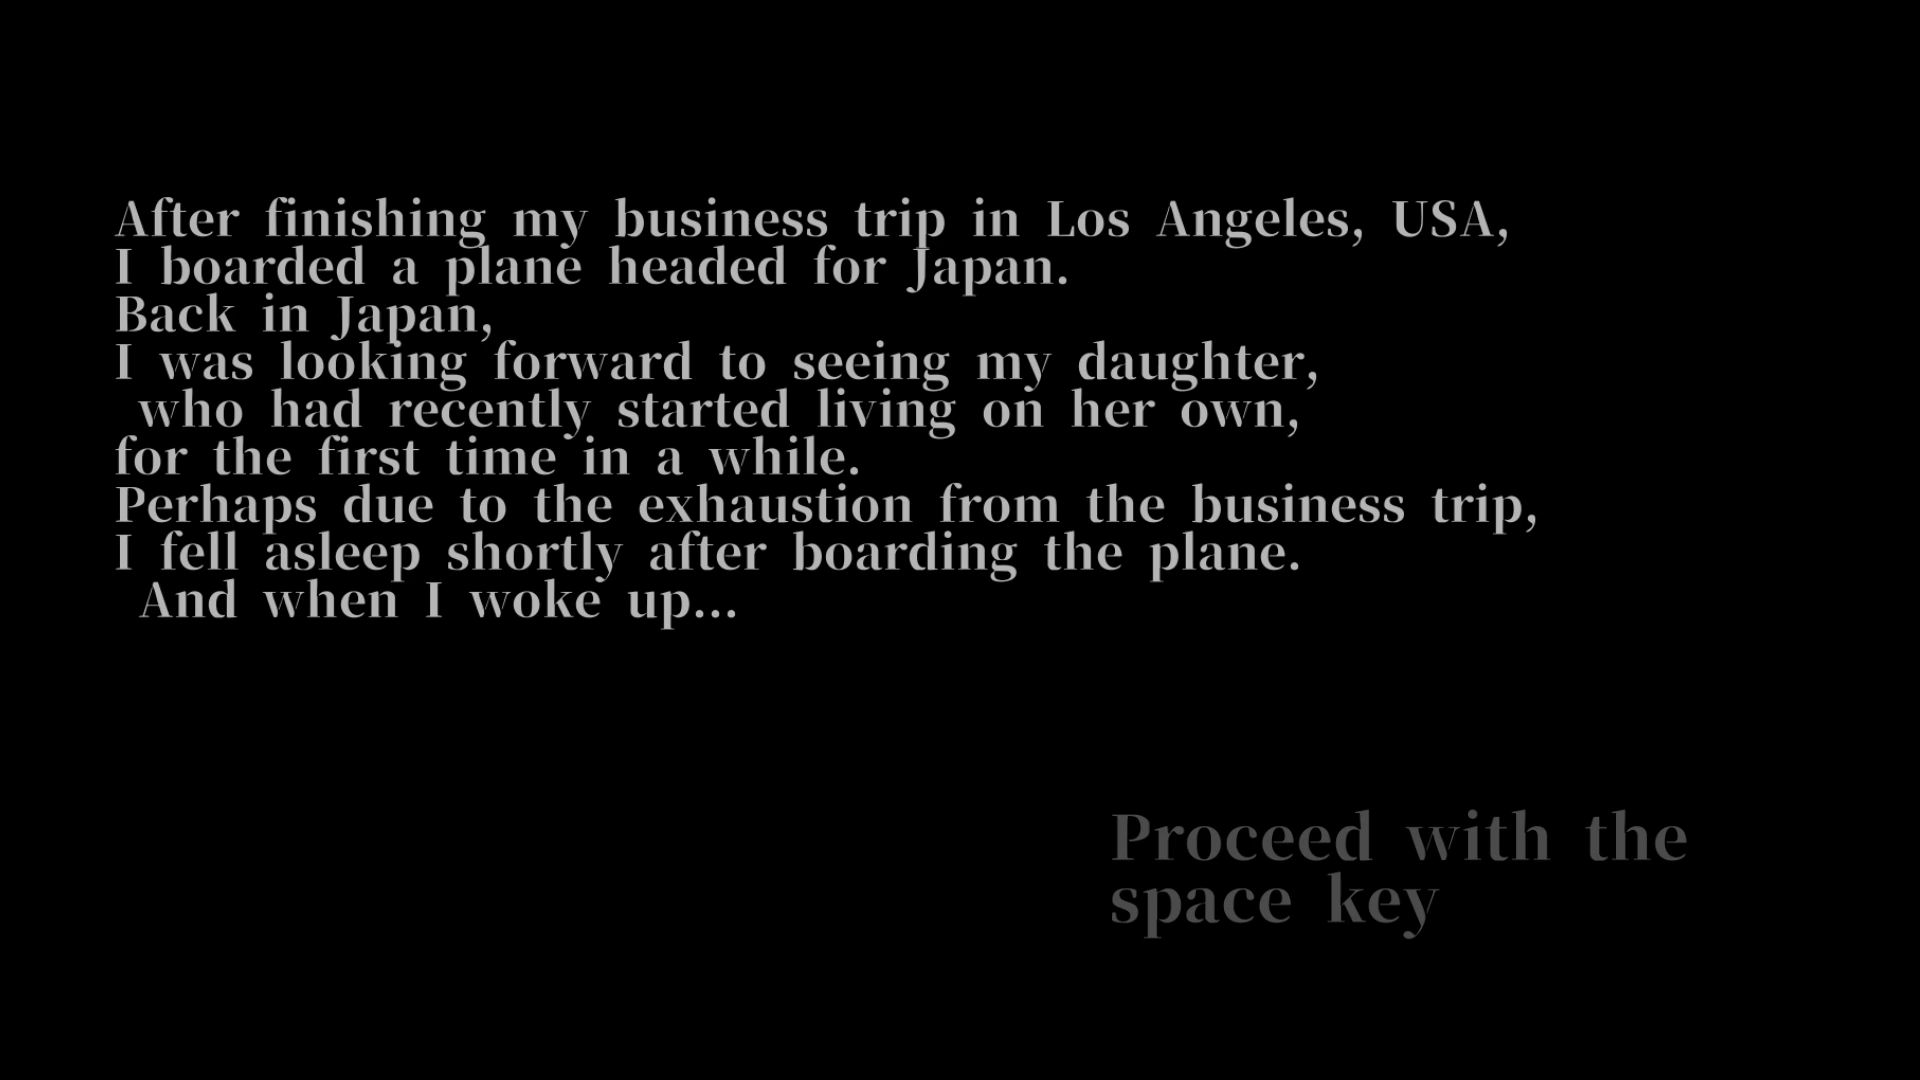 After finishing my business trip in Los Angeles, USA,
I boarded a plane headed for Japan.
Back in Japan,
I was looking forward to seeing my daughter,
who had recently started living on her own,
for the first time in a while.
Perhaps due to the exhaustion from the business trip,
I fell asleep shortly after boarding the plane.
And when I woke up...
Proceed with the
space key